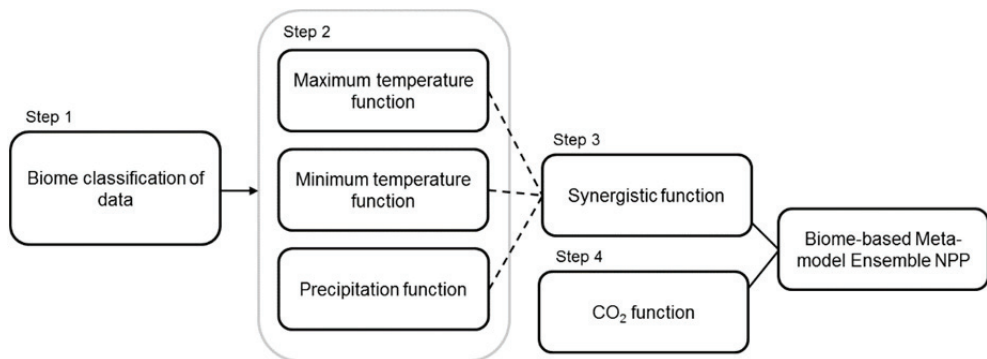 Step 1
Biome classification of
data
Step 2
Maximum temperature
function
Minimum temperature
function
Precipitation function
Step 3
Synergistic function
Step 4
CO₂ function
Biome-based Meta-
model Ensemble NPP